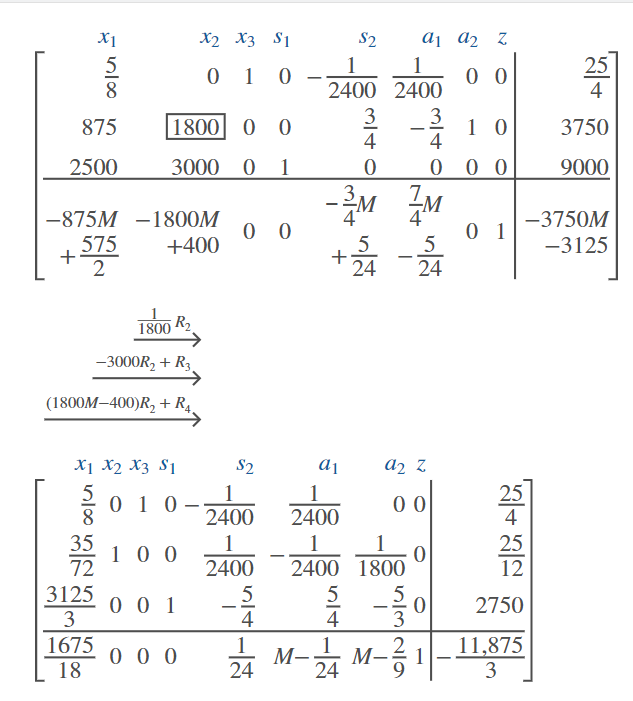 x₁ x₂ x₃ s₁ s₂ a₁ a₂ z
5/8 0 1 0 −1/2400 1/2400 0 0 25/4
875 1800 0 0 3/4 −3/4 1 0 3750
2500 3000 0 1 0 0 0 0 9000
−875M+575/2 −1800M+400 0 0 −3/4M+5/24 7/4M−5/24 0 1 −3750M−3125
1/1800 R₂
−3000R₂ + R₃
(1800M−400)R₂ + R₄
x₁ x₂ x₃ s₁ s₂ a₁ a₂ z
5/8 0 1 0 −1/2400 1/2400 0 0 25/4
35/72 1 0 0 1/2400 −1/2400 1/1800 0 25/12
3125/3 0 0 1 −5/4 5/4 −5/3 0 2750
1675/18 0 0 0 1/24 M−1/24 M−2/9 1 −11,875/3